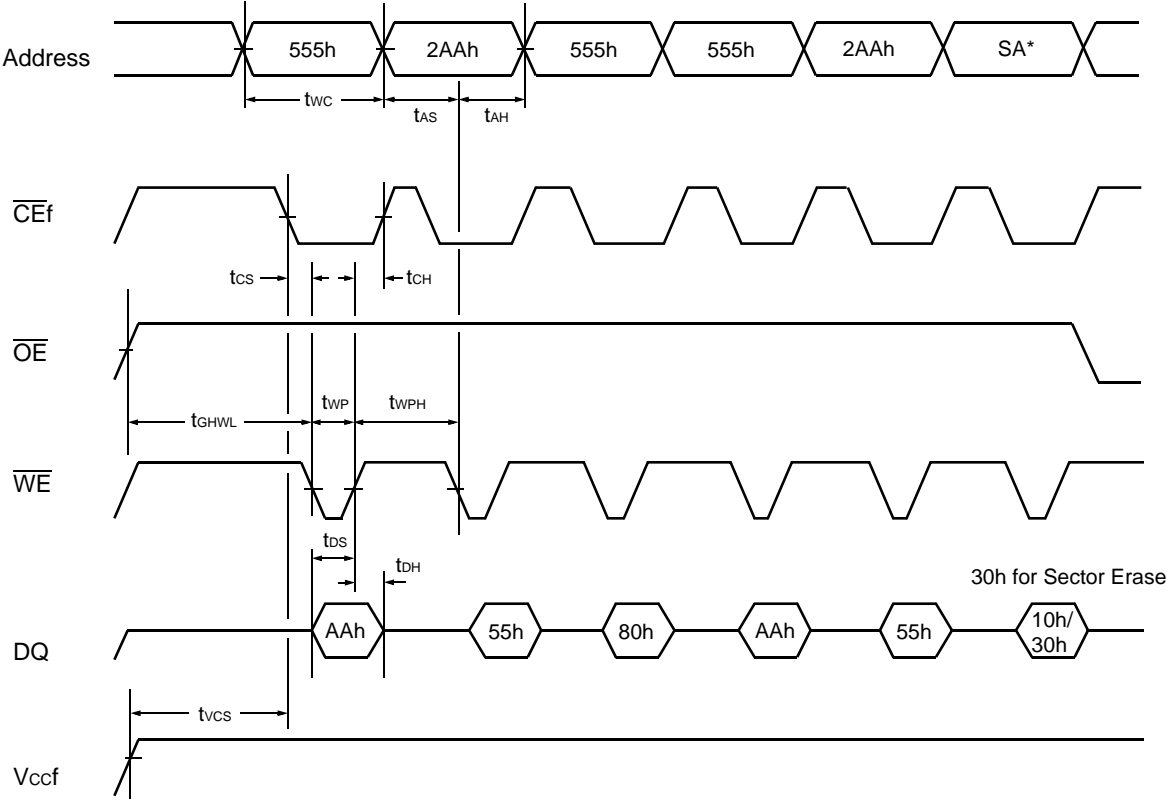 Address
555h 2AAh 555h 555h 2AAh SA*
tWC tAS tAH
CEf
tCS tCH
OE
tGHWL tWP tWPH
WE
tDS
tDH
30h for Sector Erase
DQ
AAh 55h 80h AAh 55h 10h/
30h
tVCS
VCCf